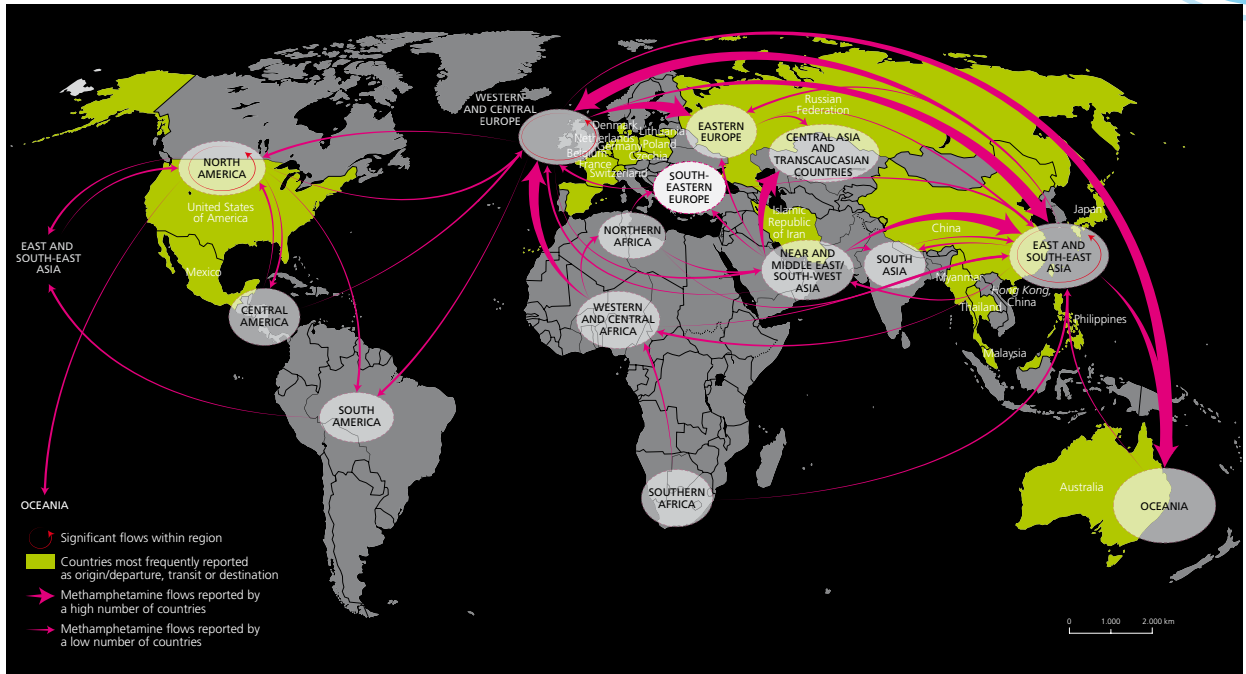 WESTERN
AND CENTRAL
EUROPE
Denmark
Netherlands
Lithuania
Germany
Poland
Belgium
Czechia
France
Switzerland
EASTERN
EUROPE
Russian
Federation
CENTRAL ASIA
AND
TRANSCAUCASIAN
COUNTRIES
NORTH
AMERICA
United States
of America
SOUTH-
EASTERN
EUROPE
Islamic
Republic
of Iran
Japan
China
EAST AND
SOUTH-EAST
ASIA
NORTHERN
AFRICA
NEAR AND
MIDDLE EAST/
SOUTH-WEST
ASIA
SOUTH
ASIA
EAST AND
SOUTH-EAST
ASIA
Mexico
Myanmar
Hong Kong,
China
Thailand
Philippines
CENTRAL
AMERICA
WESTERN
AND CENTRAL
AFRICA
Malaysia
SOUTH
AMERICA
SOUTHERN
AFRICA
Australia
OCEANIA
OCEANIA
Significant flows within region
Countries most frequently reported
as origin/departure, transit or destination
Methamphetamine flows reported by
a high number of countries
Methamphetamine flows reported by
a low number of countries
0 1.000 2.000 km